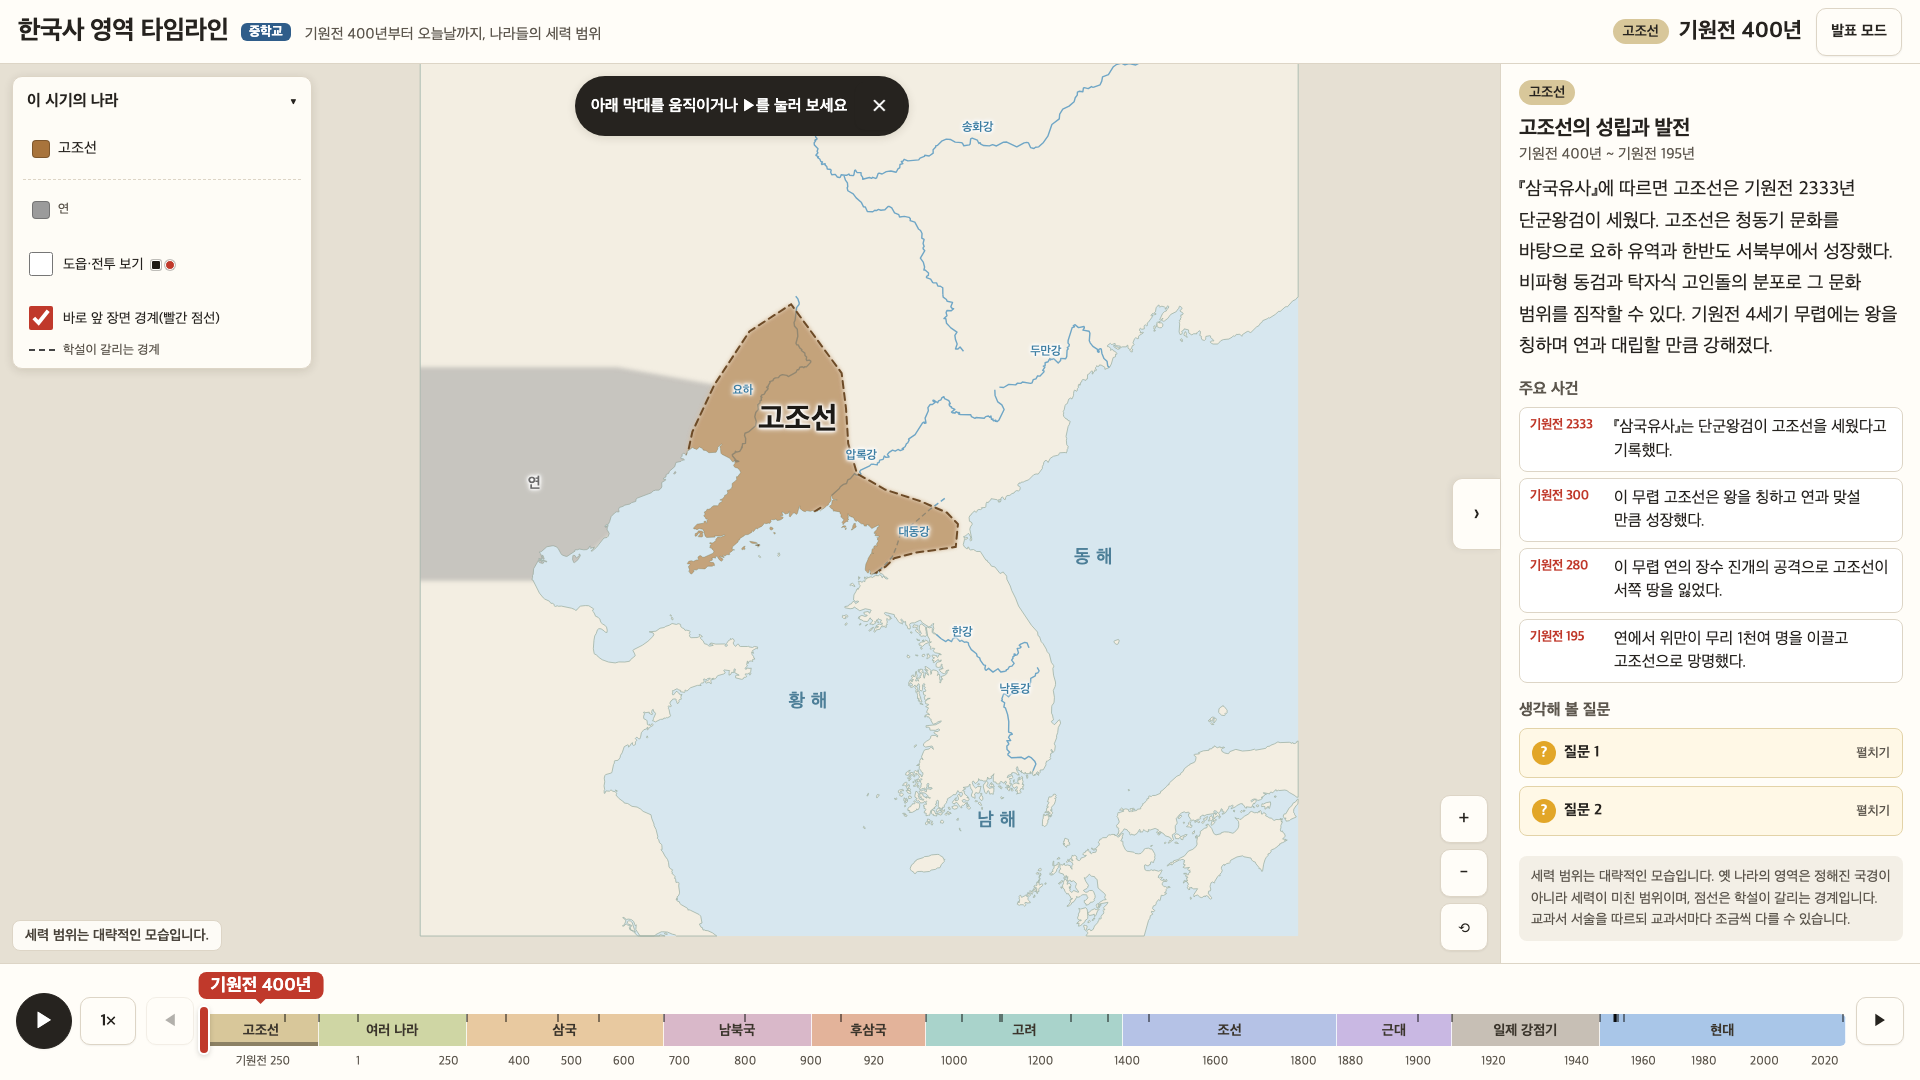 한국사 영역 타임라인 중학교 기원전 400년부터 오늘날까지, 나라들의 세력 범위
고조선 기원전 400년 발표 모드
이 시기의 나라 ▼
고조선
연
도읍·전투 보기
바로 앞 장면 경계(빨간 점선)
학설이 갈리는 경계
아래 막대를 움직이거나 ▶를 눌러 보세요 ✕
송화강
두만강
요하
고조선
압록강
연
대동강
동해
한강
낙동강
황해
남해
세력 범위는 대략적인 모습입니다.
›
+
−
⟲
고조선
고조선의 성립과 발전
기원전 400년 ~ 기원전 195년
『삼국유사』에 따르면 고조선은 기원전 2333년
단군왕검이 세웠다. 고조선은 청동기 문화를
바탕으로 요하 유역과 한반도 서북부에서 성장했다.
비파형 동검과 탁자식 고인돌의 분포로 그 문화
범위를 짐작할 수 있다. 기원전 4세기 무렵에는 왕을
칭하며 연과 대립할 만큼 강해졌다.
주요 사건
기원전 2333 『삼국유사』는 단군왕검이 고조선을 세웠다고
기록했다.
기원전 300 이 무렵 고조선은 왕을 칭하고 연과 맞설
만큼 성장했다.
기원전 280 이 무렵 연의 장수 진개의 공격으로 고조선이
서쪽 땅을 잃었다.
기원전 195 연에서 위만이 무리 1천여 명을 이끌고
고조선으로 망명했다.
생각해 볼 질문
? 질문 1 펼치기
? 질문 2 펼치기
세력 범위는 대략적인 모습입니다. 옛 나라의 영역은 정해진 국경이
아니라 세력이 미친 범위이며, 점선은 학설이 갈리는 경계입니다.
교과서 서술을 따르되 교과서마다 조금씩 다를 수 있습니다.
기원전 400년
▶ 1× ◀ ▶
고조선 여러 나라 삼국 남북국 후삼국 고려 조선 근대 일제 강점기 현대
기원전 250 1 250 400 500 600 700 800 900 920 1000 1200 1400 1600 1800 1880 1900 1920 1940 1960 1980 2000 2020